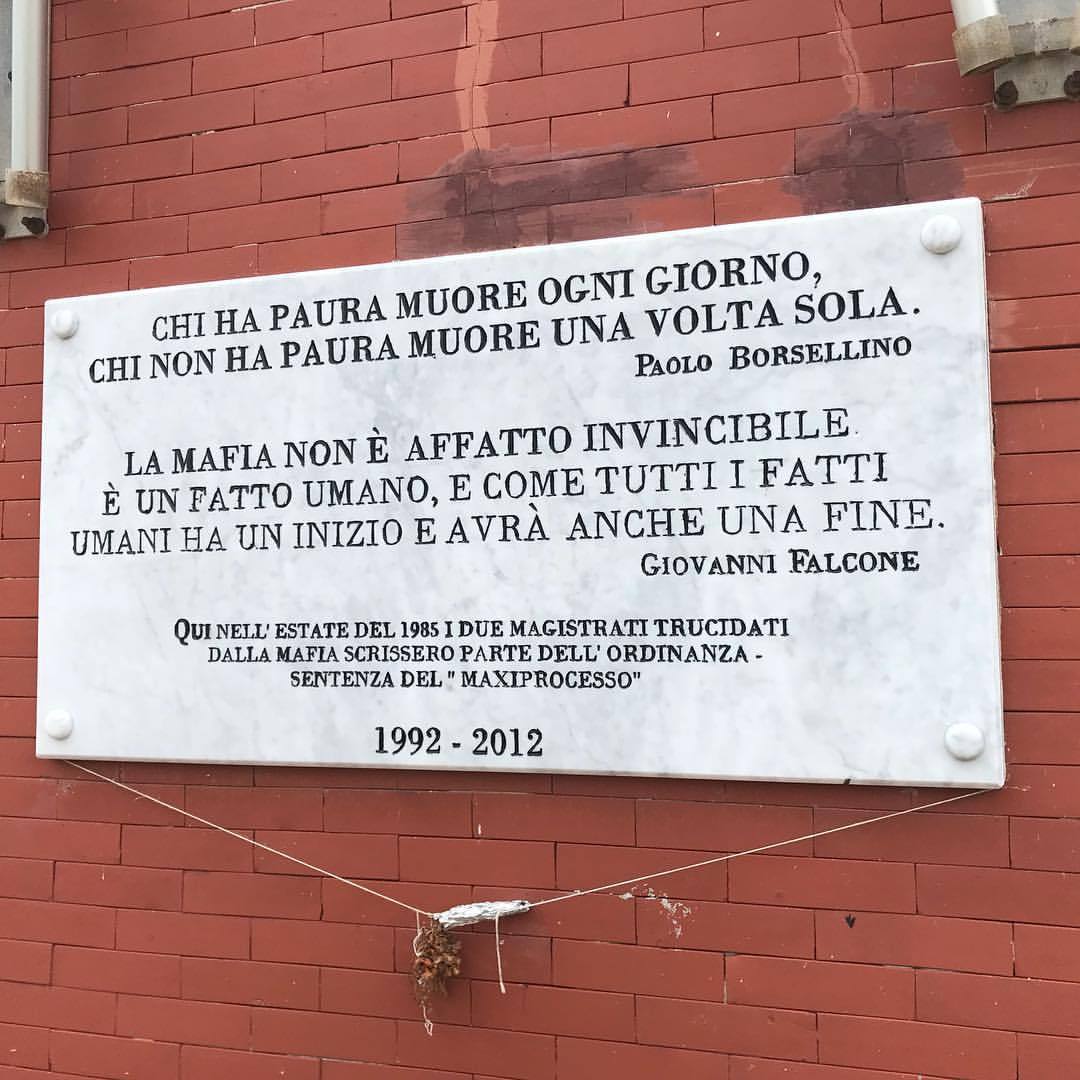 CHI HA PAURA MUORE OGNI GIORNO,
CHI NON HA PAURA MUORE UNA VOLTA SOLA.
PAOLO BORSELLINO
LA MAFIA NON È AFFATTO INVINCIBILE.
È UN FATTO UMANO, E COME TUTTI I FATTI
UMANI HA UN INIZIO E AVRÀ ANCHE UNA FINE.
GIOVANNI FALCONE
QUI NELL' ESTATE DEL 1985 I DUE MAGISTRATI TRUCIDATI
DALLA MAFIA SCRISSERO PARTE DELL' ORDINANZA -
SENTENZA DEL " MAXIPROCESSO"
1992 - 2012